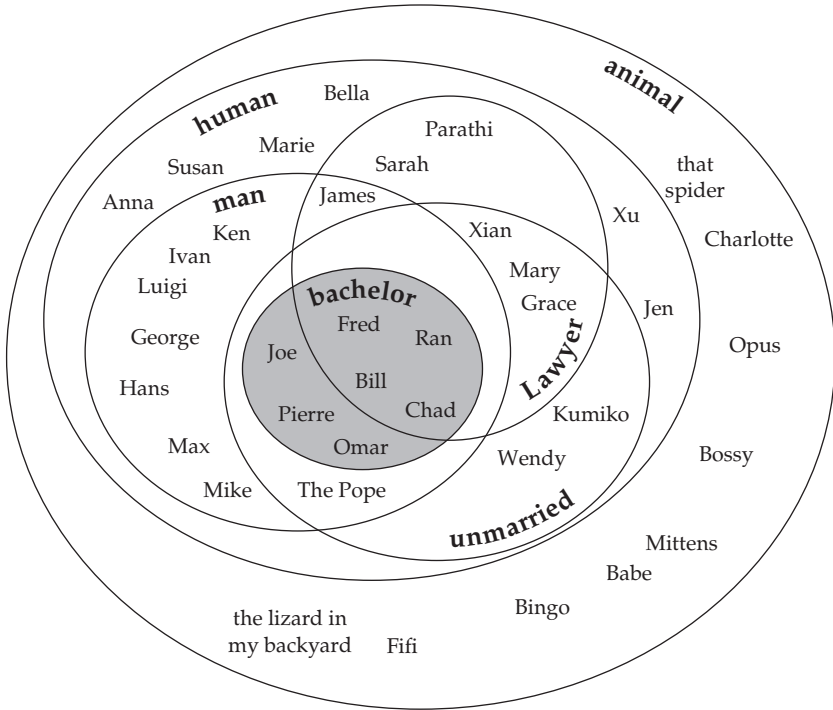 animal
human
Bella
Parathi
Marie
Sarah
that
spider
Susan
Anna
man
James
Xu
Ken
Xian
Charlotte
Ivan
Mary
Luigi
bachelor
Grace
Jen
Fred
George
Joe
Ran
Lawyer
Opus
Bill
Hans
Pierre
Chad
Kumiko
Max
Omar
Wendy
Bossy
Mike
The Pope
unmarried
Mittens
Babe
Bingo
the lizard in
my backyard
Fifi